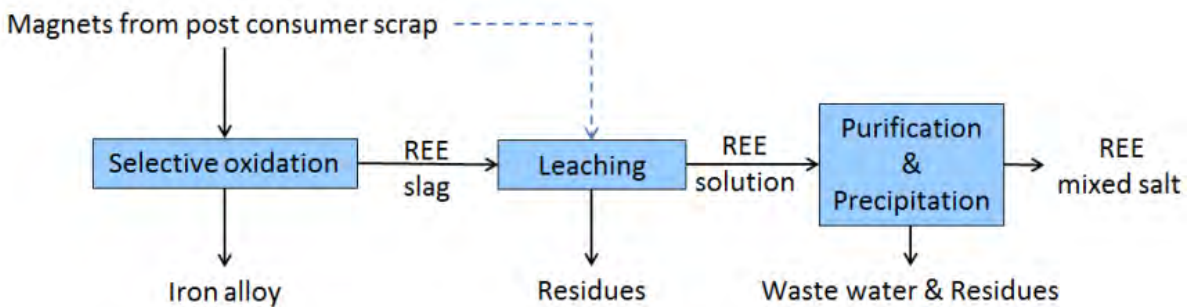 Magnets from post consumer scrap
Selective oxidation
REE
slag
Leaching
REE
solution
Purification
&
Precipitation
REE
mixed salt
Iron alloy
Residues
Waste water & Residues